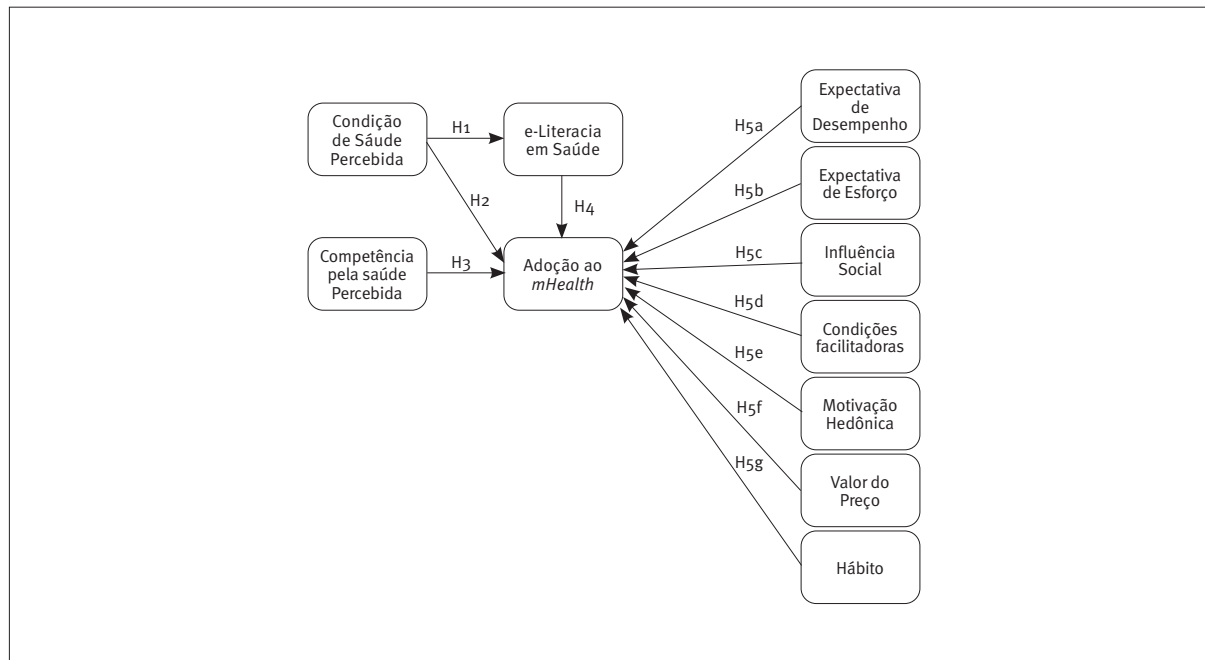 Condição
de Sáude
Percebida
H1
e-Literacia
em Saúde
H2
H4
Competência
pela saúde
Percebida
H3
Adoção ao
mHealth
H5a
Expectativa
de
Desempenho
H5b
Expectativa
de Esforço
H5c
Influência
Social
H5d
Condições
facilitadoras
H5e
Motivação
Hedônica
H5f
Valor do
Preço
H5g
Hábito